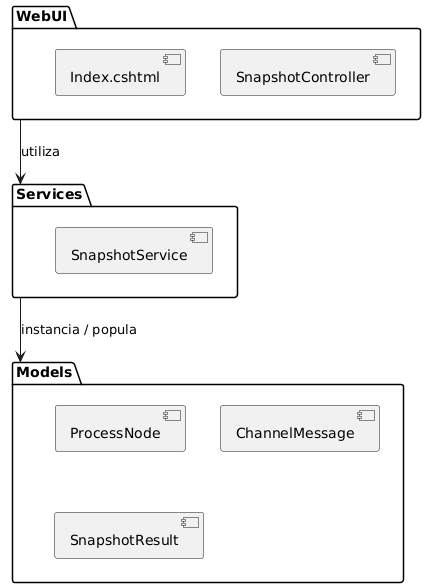 WebUI
Index.cshtml
SnapshotController
utiliza
Services
SnapshotService
instancia / popula
Models
ProcessNode
ChannelMessage
SnapshotResult